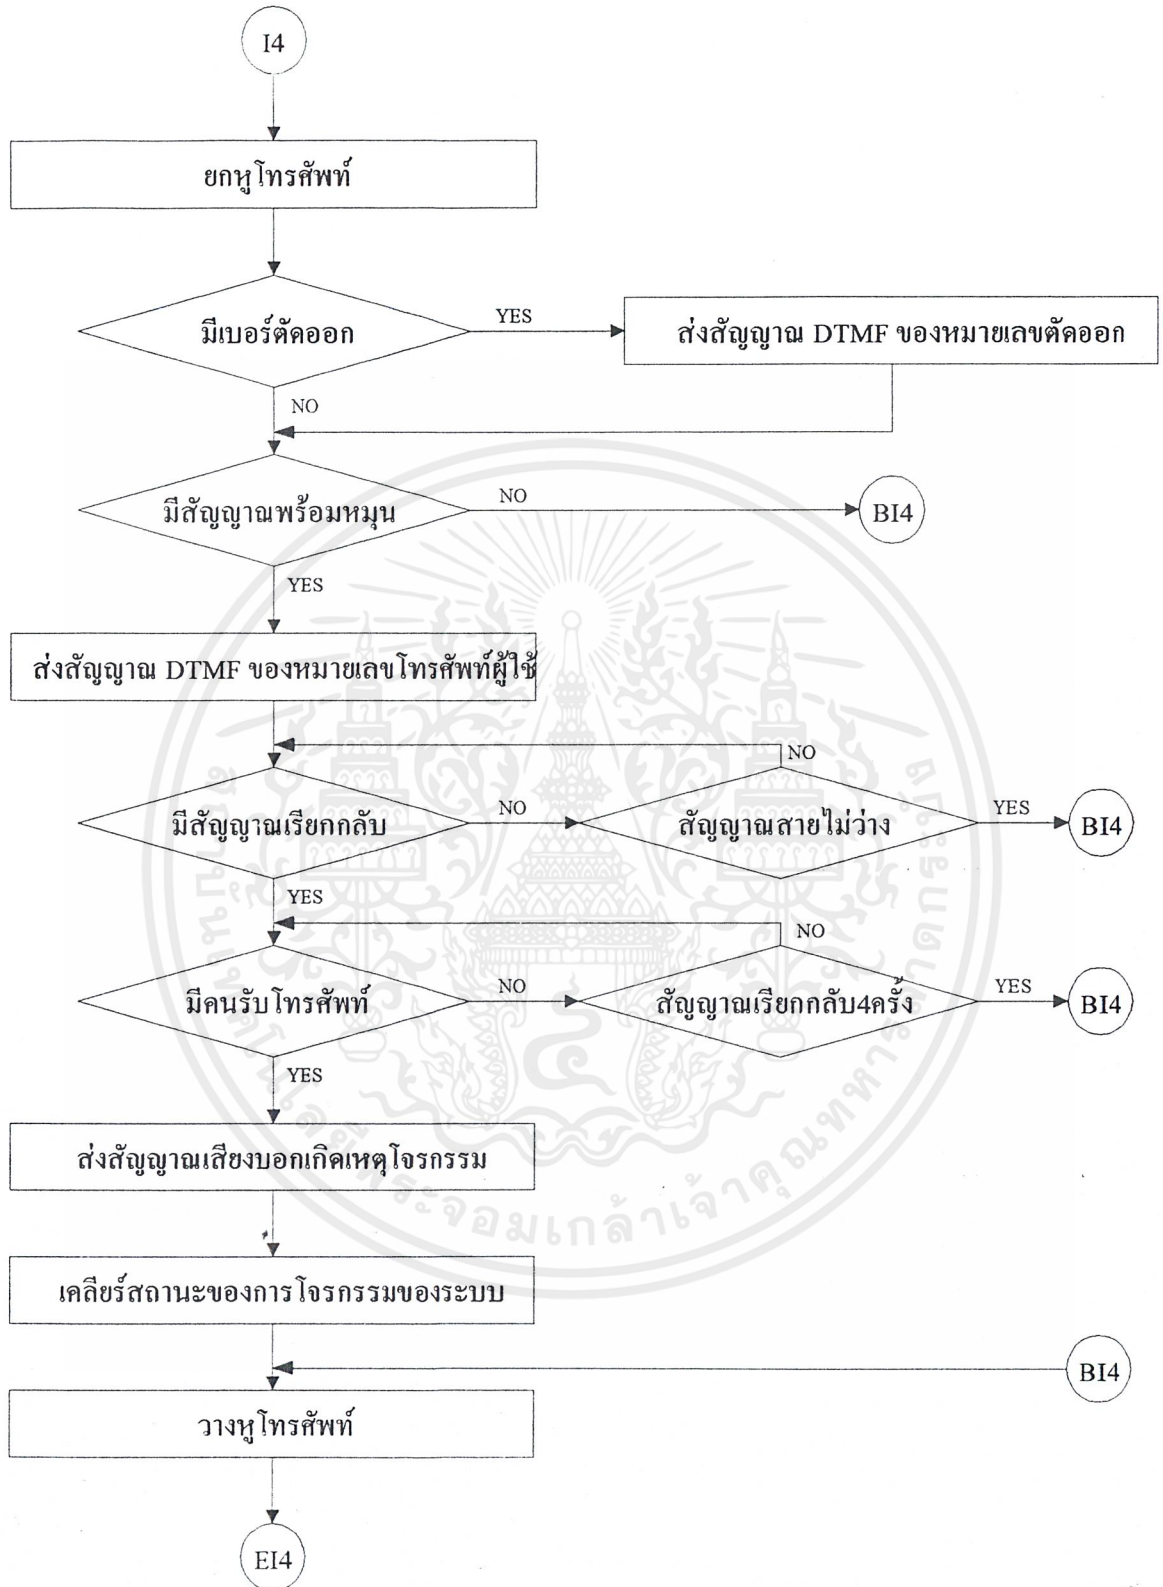 I4
ยกหูโทรศัพท์
มีเบอร์ตัดออก
YES
ส่งสัญญาณ DTMF ของหมายเลขตัดออก
NO
มีสัญญาณพร้อมหมุน
NO
BI4
YES
ส่งสัญญาณ DTMF ของหมายเลขโทรศัพท์ผู้ใช้
NO
มีสัญญาณเรียกกลับ
NO
สัญญาณสายไม่ว่าง
YES
BI4
YES
NO
มีคนรับโทรศัพท์
NO
สัญญาณเรียกกลับ4ครั้ง
YES
BI4
YES
ส่งสัญญาณเสียงบอกเกิดเหตุโจรกรรม
เคลียร์สถานะของการโจรกรรมของระบบ
BI4
วางหูโทรศัพท์
EI4